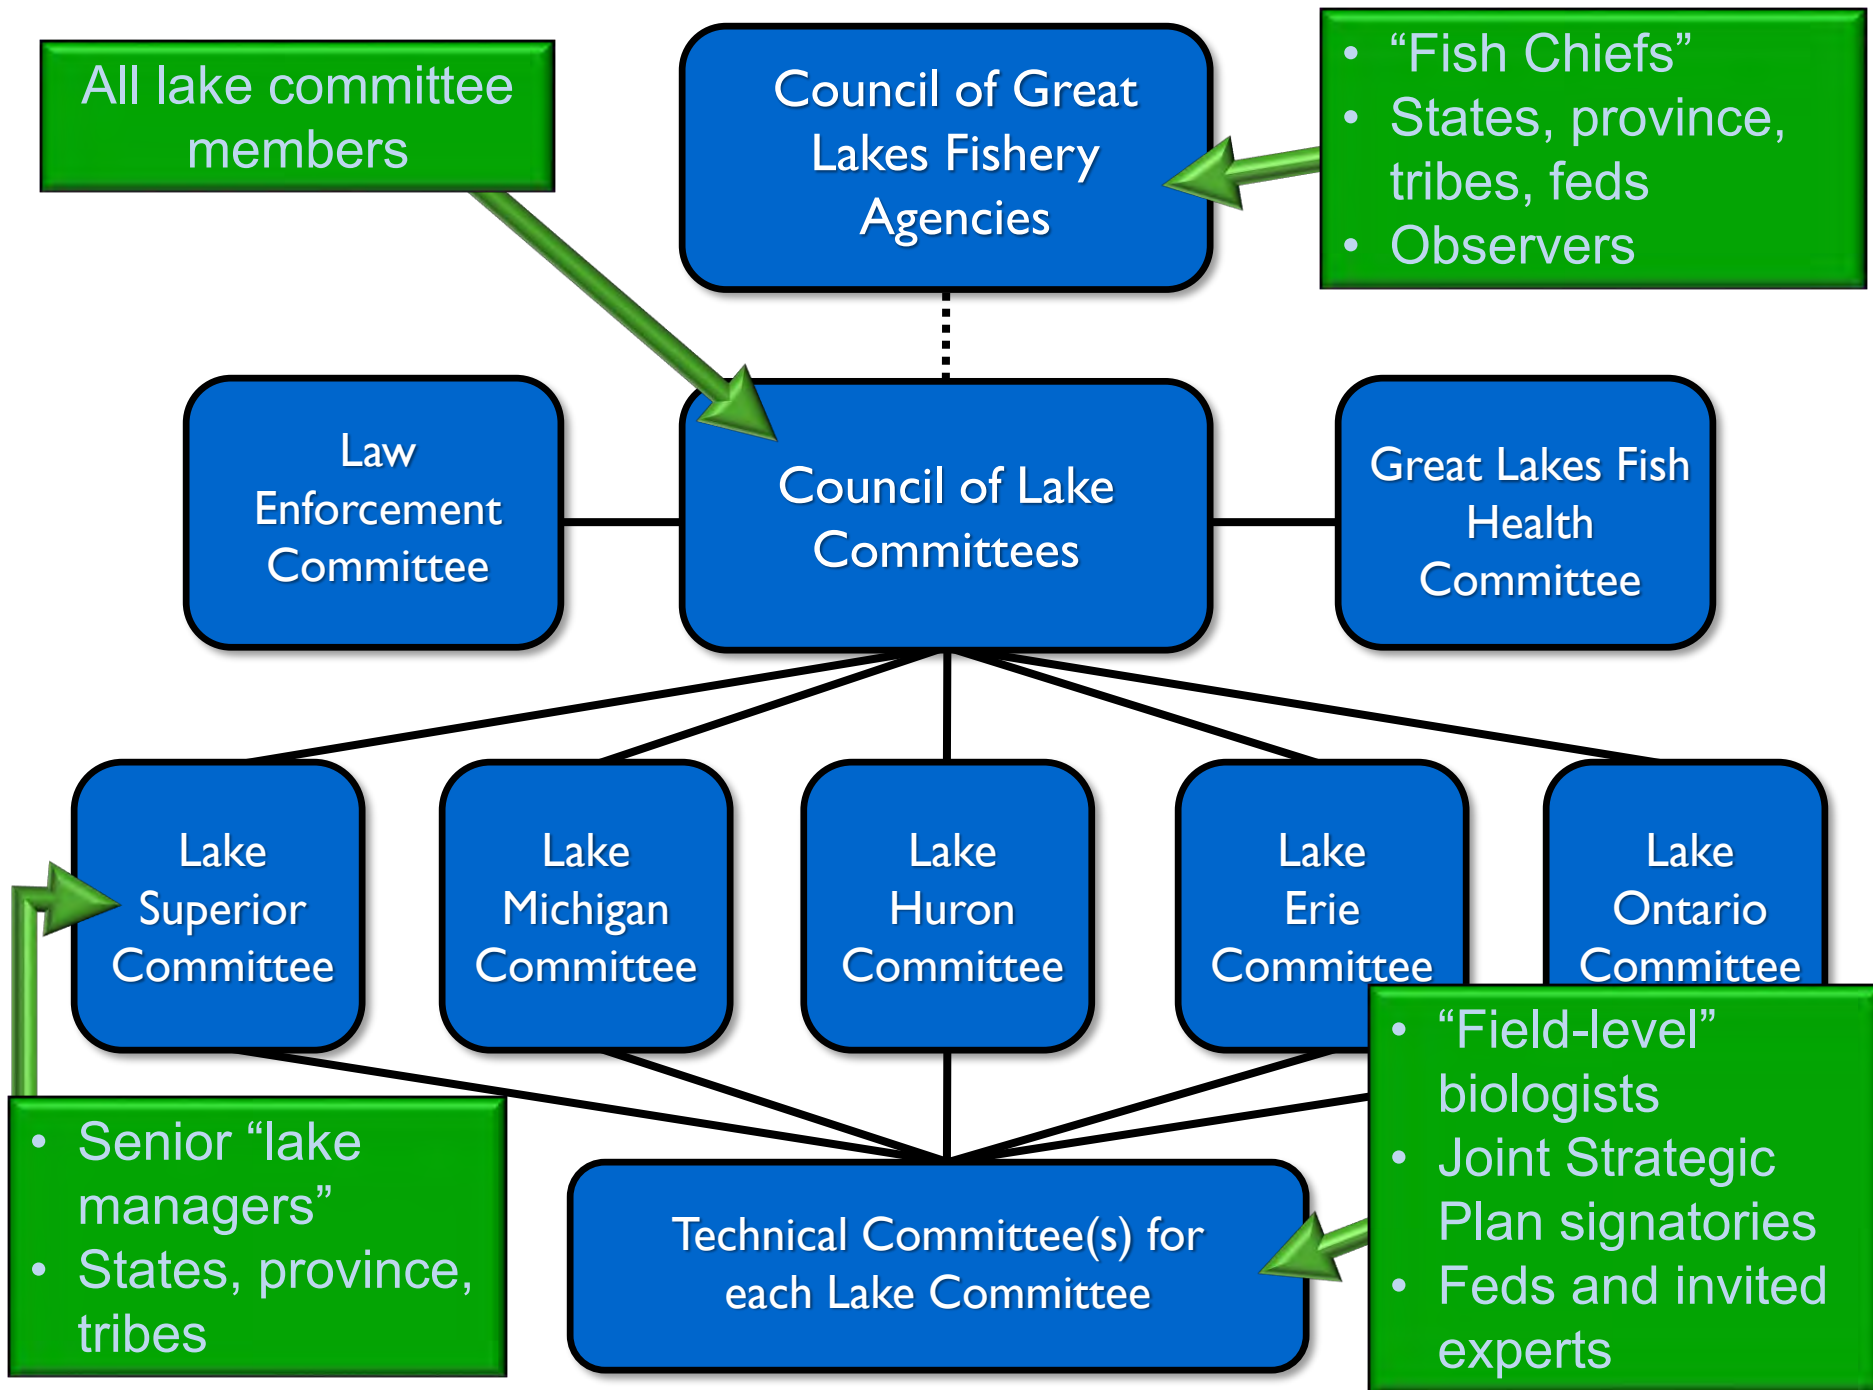 All lake committee
members
Council of Great
Lakes Fishery
Agencies
• “Fish Chiefs”
• States, province,
tribes, feds
• Observers
Law
Enforcement
Committee
Council of Lake
Committees
Great Lakes Fish
Health
Committee
Lake
Superior
Committee
Lake
Michigan
Committee
Lake
Huron
Committee
Lake
Erie
Committee
Lake
Ontario
Committee
• Senior “lake
managers”
• States, province,
tribes
Technical Committee(s) for
each Lake Committee
• “Field-level”
biologists
• Joint Strategic
Plan signatories
• Feds and invited
experts